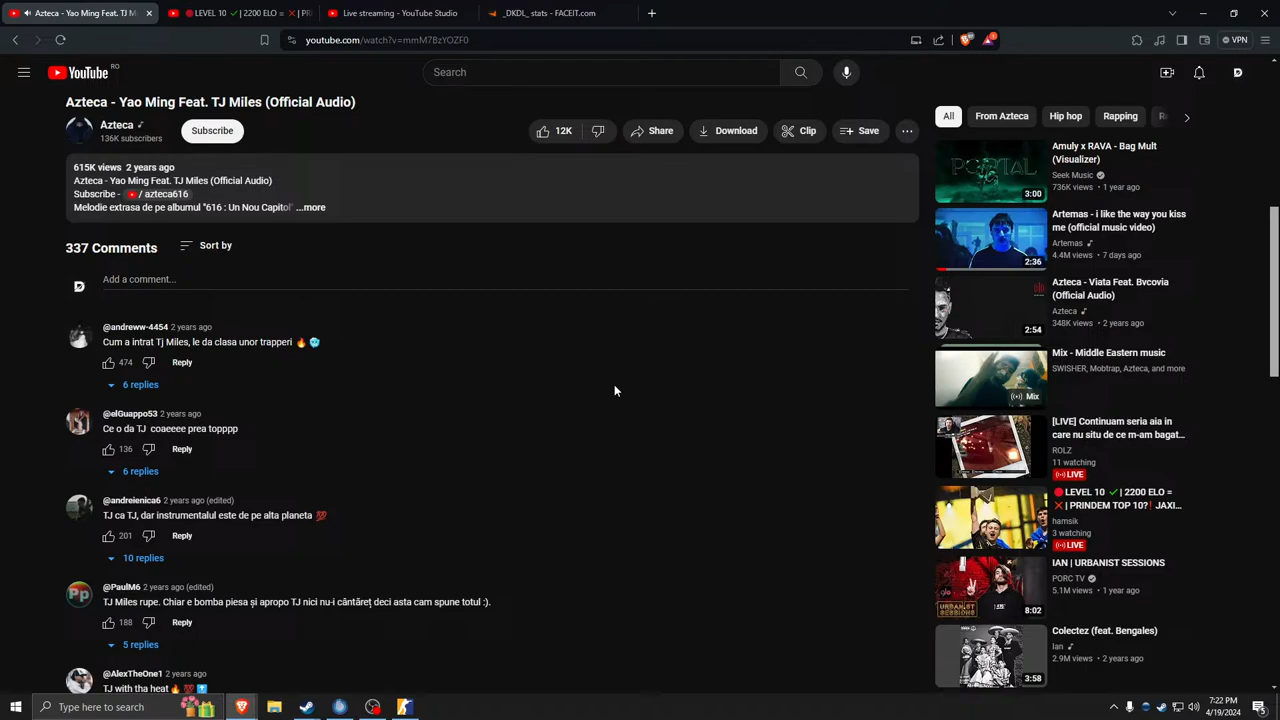 Azteca - Yao Ming Feat. TJ M
LEVEL 10 ✓ | 2200 ELO = ✕ | PR
Live streaming - YouTube Studio
_DKDL_ stats - FACEIT.com
youtube.com/watch?v=mmM7BzYOZF0
VPN
YouTube RO
Search
Azteca - Yao Ming Feat. TJ Miles (Official Audio)
Azteca
136K subscribers
Subscribe
12K
Share
Download
Clip
Save
615K views 2 years ago
Azteca - Yao Ming Feat. TJ Miles (Official Audio)
Subscribe - / azteca616
Melodie extrasa de pe albumul "616 : Un Nou Capitol" ...more
337 Comments
Sort by
Add a comment...
@andreww-4454 2 years ago
Cum a intrat Tj Miles, le da clasa unor raperi 🔥🥶
474 Reply
6 replies
@elGuappo53 2 years ago
Ce o da TJ coaeeee prea topppp
136 Reply
6 replies
@andreienica6 2 years ago (edited)
TJ ca TJ, dar instrumentalul este de pe alta planeta 💯
201 Reply
10 replies
@PaulM6 2 years ago (edited)
TJ Miles rupe. Chiar e bomba piesa și apropo TJ nici nu-i cântăreț deci asta cam spune totul :).
188 Reply
5 replies
@AlexTheOne1 2 years ago
TJ with tha heat🔥💯
All
From Azteca
Hip hop
Rapping
PORTAL
3:00
Amuly x RAVA - Bag Mult
(Visualizer)
Seek Music
736K views • 1 year ago
2:36
Artemas - i like the way you kiss
me (official music video)
Artemas
4.4M views • 7 days ago
2:54
Azteca - Viata Feat. Bvcovia
(Official Audio)
Azteca
348K views • 2 years ago
Mix
Mix - Middle Eastern music
SWISHER, Mobtrap, Azteca, and more
[LIVE] Continuam seria aia in
care nu situ de ce m-am bagat...
ROLZ
11 watching
LIVE
🔴LEVEL 10 ✓ | 2200 ELO =
✕ | PRINDEM TOP 10?❗ JAXI...
hamsik
3 watching
LIVE
URBANIST
SESSIONS
8:02
IAN | URBANIST SESSIONS
PORC TV
5.1M views • 1 year ago
3:58
Colectez (feat. Bengales)
Ian
2.9M views • 2 years ago
Type here to search
7:22 PM
4/19/2024